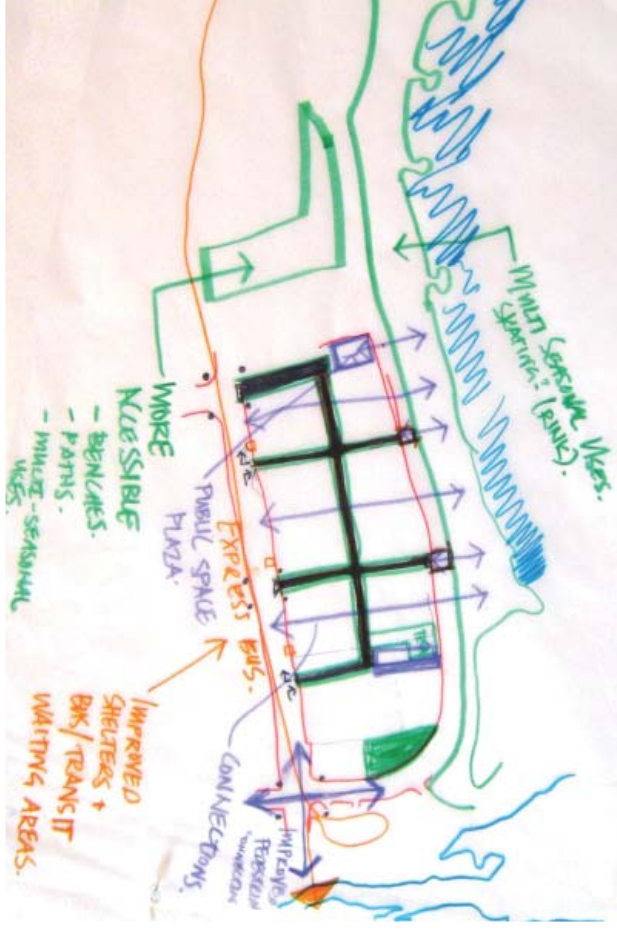 MULTI SEASONAL USES.
SKATING? (RINK).
MORE
ACCESSIBLE
- BENCHES.
- PATHS.
- MULTI-SEASONAL
USES
PUBLIC SPACE
PLAZA.
EXPRESS BUS.
IMPROVED
SHELTERS +
BUS/TRANSIT
WAITING AREAS.
CONNECTIONS.
IMPROVED
PEDESTRIAN
CONNECTION